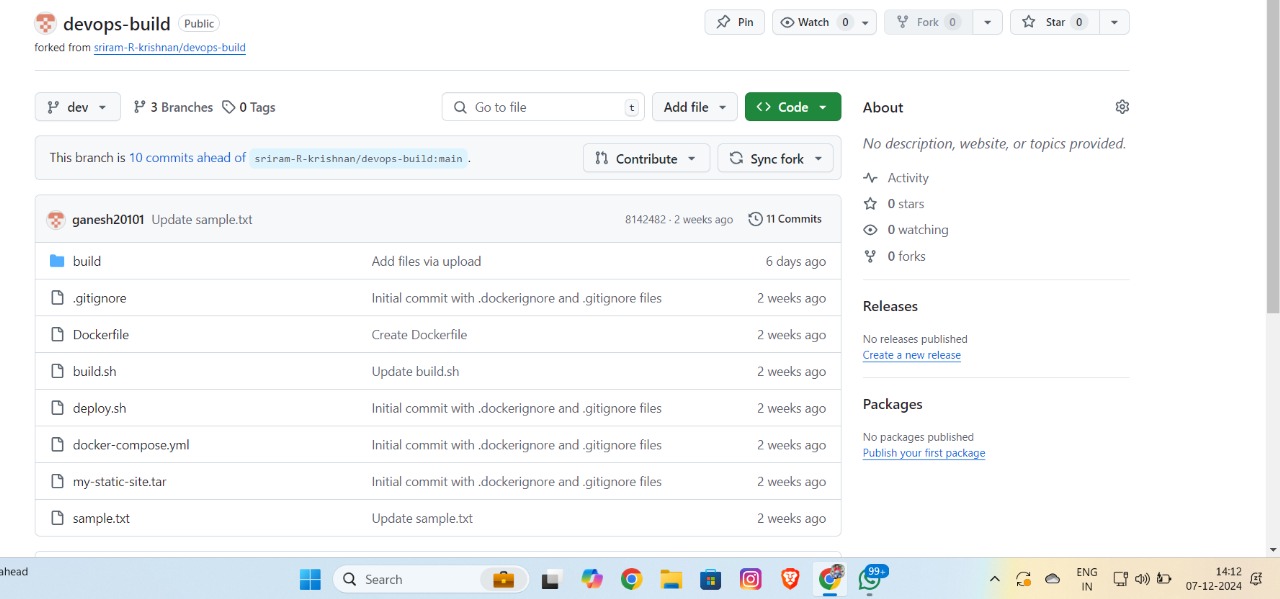 devops-build Public Pin Watch 0 Fork 0 Star 0
forked from sriram-R-krishnan/devops-build
dev 3 Branches 0 Tags Go to file t Add file Code
This branch is 10 commits ahead of sriram-R-krishnan/devops-build:main . Contribute Sync fork
ganesh20101 Update sample.txt 8142482 · 2 weeks ago 11 Commits
build Add files via upload 6 days ago
.gitignore Initial commit with .dockerignore and .gitignore files 2 weeks ago
Dockerfile Create Dockerfile 2 weeks ago
build.sh Update build.sh 2 weeks ago
deploy.sh Initial commit with .dockerignore and .gitignore files 2 weeks ago
docker-compose.yml Initial commit with .dockerignore and .gitignore files 2 weeks ago
my-static-site.tar Initial commit with .dockerignore and .gitignore files 2 weeks ago
sample.txt Update sample.txt 2 weeks ago
About
No description, website, or topics provided.
Activity
0 stars
0 watching
0 forks
Releases
No releases published
Create a new release
Packages
No packages published
Publish your first package
ahead
Search
99+
ENG
IN
14:12
07-12-2024